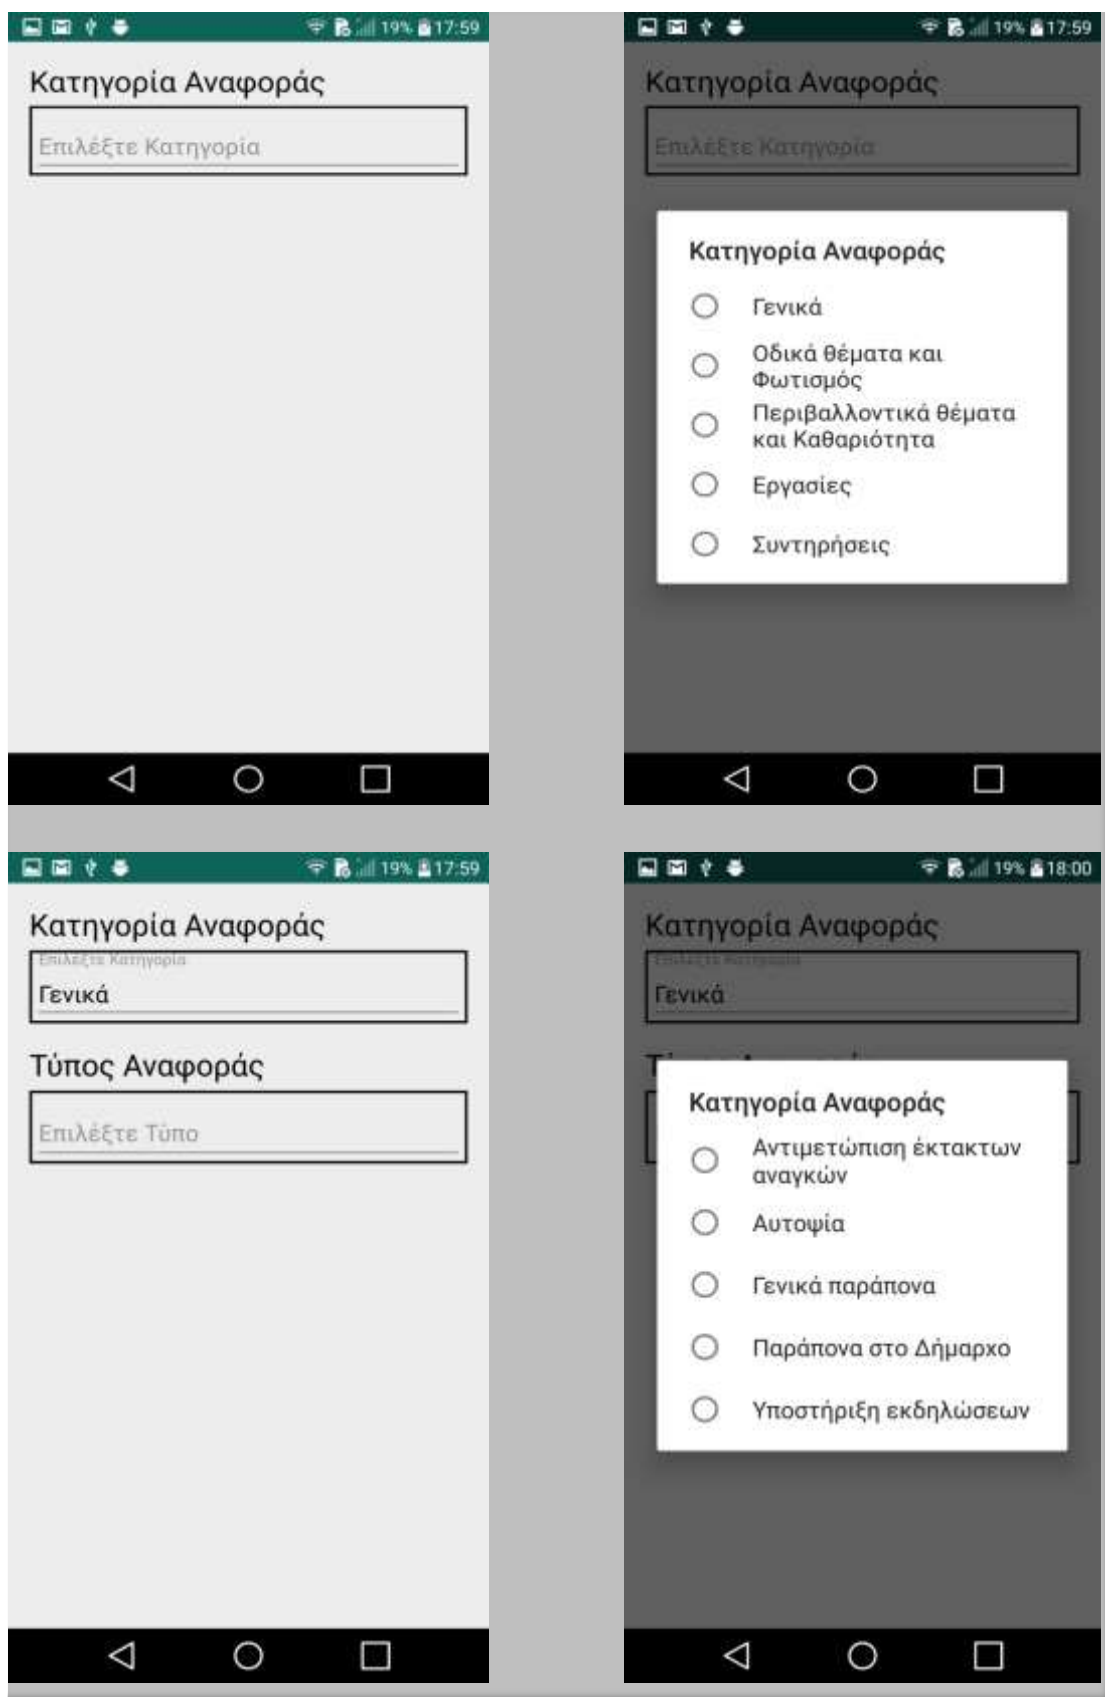 19% 17:59
Κατηγορία Αναφοράς
Επιλέξτε Κατηγορία
19% 17:59
Κατηγορία Αναφοράς
Επιλέξτε Κατηγορία
Κατηγορία Αναφοράς
Γενικά
Οδικά θέματα και
Φωτισμός
Περιβαλλοντικά θέματα
και Καθαριότητα
Εργασίες
Συντηρήσεις
19% 17:59
Κατηγορία Αναφοράς
Επιλέξτε Κατηγορία
Γενικά
Τύπος Αναφοράς
Επιλέξτε Τύπο
19% 18:00
Κατηγορία Αναφοράς
Επιλέξτε Κατηγορία
Γενικά
Κατηγορία Αναφοράς
Αντιμετώπιση έκτακτων
αναγκών
Αυτοψία
Γενικά παράπονα
Παράπονα στο Δήμαρχο
Υποστήριξη εκδηλώσεων